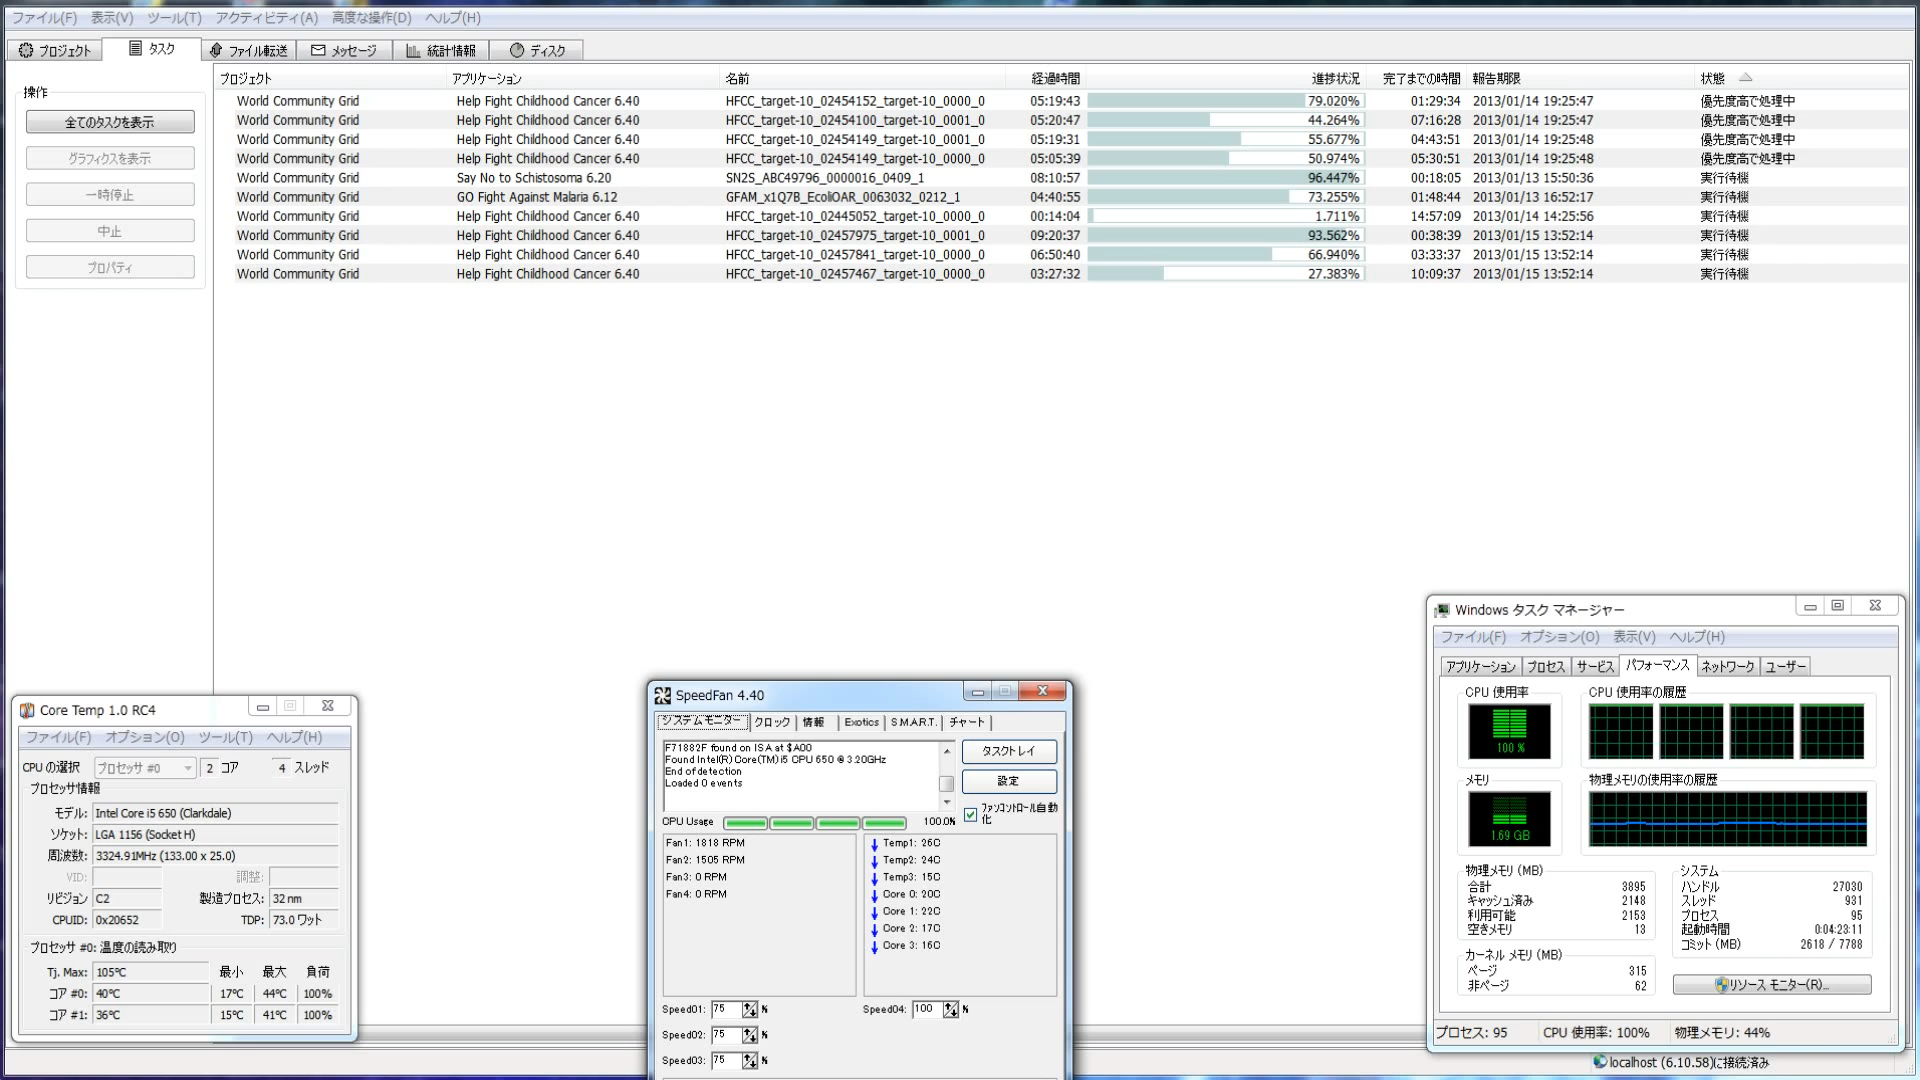 ファイル(F) 表示(V) ツール(T) アクティビティ(A) 高度な操作(D) ヘルプ(H)
プロジェクト タスク ファイル転送 メッセージ 統計情報 ディスク
操作
全てのタスクを表示
グラフィクスを表示
一時停止
中止
プロパティ
プロジェクト アプリケーション 名前 経過時間 進捗状況 完了までの時間 報告期限 状態
World Community Grid Help Fight Childhood Cancer 6.40 HFCC_target-10_02454152_target-10_0000_0 05:19:43 79.020% 01:29:34 2013/01/14 19:25:47 優先度高で処理中
World Community Grid Help Fight Childhood Cancer 6.40 HFCC_target-10_02454100_target-10_0001_0 05:20:47 44.264% 07:16:28 2013/01/14 19:25:47 優先度高で処理中
World Community Grid Help Fight Childhood Cancer 6.40 HFCC_target-10_02454149_target-10_0001_0 05:19:31 55.677% 04:43:51 2013/01/14 19:25:48 優先度高で処理中
World Community Grid Help Fight Childhood Cancer 6.40 HFCC_target-10_02454149_target-10_0000_0 05:05:39 50.974% 05:30:51 2013/01/14 19:25:48 優先度高で処理中
World Community Grid Say No to Schistosoma 6.20 SN2S_ABC49796_0000016_0409_1 08:10:57 96.447% 00:18:05 2013/01/13 15:50:36 実行待機
World Community Grid GO Fight Against Malaria 6.12 GFAM_x1Q7B_EcoliOAR_0063032_0212_1 04:40:55 73.255% 01:48:44 2013/01/13 16:52:17 実行待機
World Community Grid Help Fight Childhood Cancer 6.40 HFCC_target-10_02445052_target-10_0000_0 00:14:04 1.711% 14:57:09 2013/01/14 14:25:56 実行待機
World Community Grid Help Fight Childhood Cancer 6.40 HFCC_target-10_02457975_target-10_0001_0 09:20:37 93.562% 00:38:39 2013/01/15 13:52:14 実行待機
World Community Grid Help Fight Childhood Cancer 6.40 HFCC_target-10_02457841_target-10_0000_0 06:50:40 66.940% 03:33:37 2013/01/15 13:52:14 実行待機
World Community Grid Help Fight Childhood Cancer 6.40 HFCC_target-10_02457467_target-10_0000_0 03:27:32 27.383% 10:09:37 2013/01/15 13:52:14 実行待機
Core Temp 1.0 RC4
ファイル(F) オプション(O) ツール(T) ヘルプ(H)
CPU の選択 プロセッサ #0 2 コア 4 スレッド
プロセッサ情報
モデル: Intel Core i5 650 (Clarkdale)
ソケット: LGA 1156 (Socket H)
周波数: 3324.91MHz (133.00 x 25.0)
VID: 調整:
リビジョン C2 製造プロセス: 32 nm
CPUID: 0x20652 TDP: 73.0 ワット
プロセッサ #0: 温度の読み取り
Tj. Max: 105℃ 最小 最大 負荷
コア #0: 40℃ 17℃ 44℃ 100%
コア #1: 36℃ 15℃ 41℃ 100%
SpeedFan 4.40
システムモニター クロック 情報 Exotics S.M.A.R.T. チャート
F71882F found on ISA at $A00
Found Intel(R) Core(TM) i5 CPU 650 @ 3.20GHz
End of detection
Loaded 0 events
タスクトレイ
設定
ファンコントロール自動化
CPU Usage 100.0%
Fan1: 1818 RPM
Fan2: 1505 RPM
Fan3: 0 RPM
Fan4: 0 RPM
Temp1: 26C
Temp2: 24C
Temp3: 15C
Core 0: 20C
Core 1: 22C
Core 2: 17C
Core 3: 16C
Speed01: 75 % Speed04: 100 %
Speed02: 75 %
Speed03: 75 %
Windows タスク マネージャー
ファイル(F) オプション(O) 表示(V) ヘルプ(H)
アプリケーション プロセス サービス パフォーマンス ネットワーク ユーザー
CPU 使用率 CPU 使用率の履歴
100 %
メモリ 物理メモリの使用率の履歴
1.69 GB
物理メモリ (MB)
合計 3895
キャッシュ済み 2148
利用可能 2153
空きメモリ 13
カーネル メモリ (MB)
ページ 315
非ページ 62
システム
ハンドル 27030
スレッド 931
プロセス 95
起動時間 0:04:23:11
コミット (MB) 2618 / 7788
リソース モニター(R)...
プロセス: 95 CPU 使用率: 100% 物理メモリ: 44%
localhost (6.10.58)に接続済み